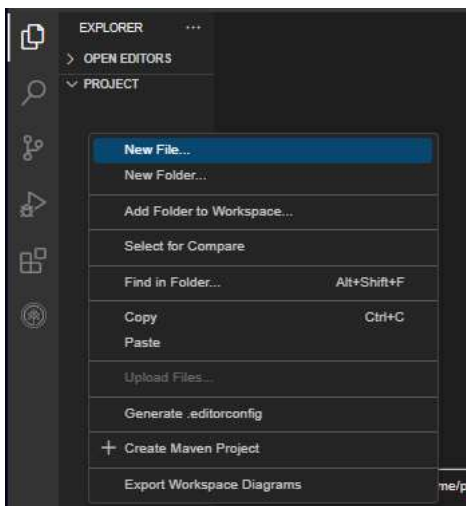 EXPLORER ...
> OPEN EDITORS
PROJECT
New File...
New Folder...
Add Folder to Workspace...
Select for Compare
Find in Folder... Alt+Shift+F
Copy Ctrl+C
Paste
Upload Files...
Generate .editorconfig
+ Create Maven Project
Export Workspace Diagrams
me/p